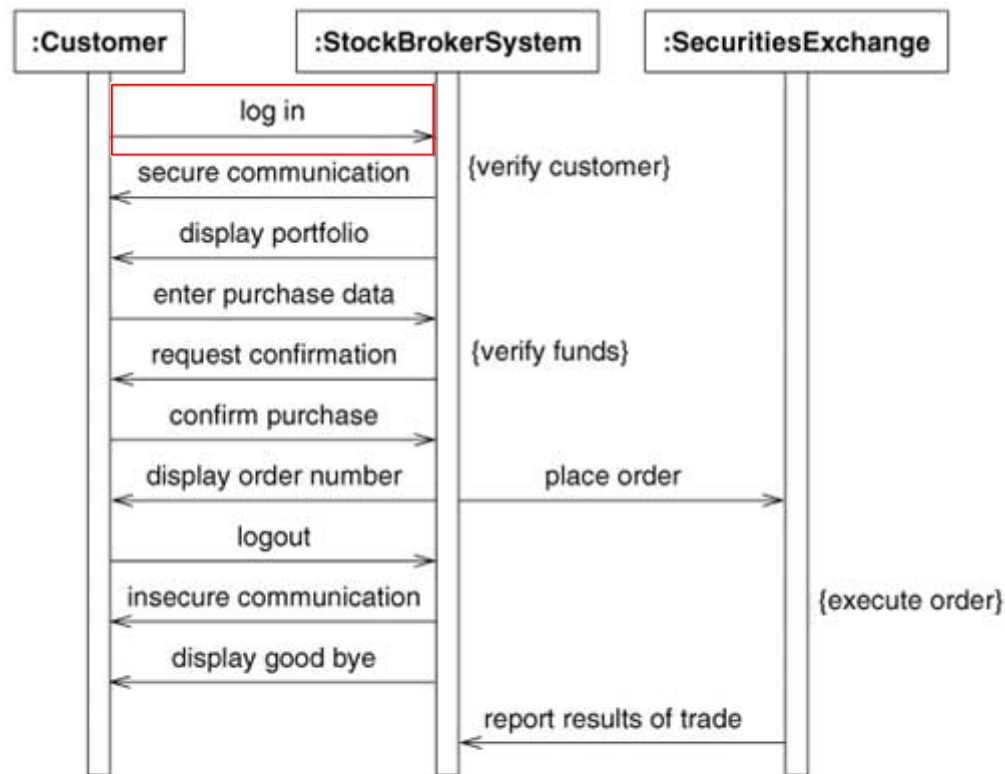 :Customer
:StockBrokerSystem
:SecuritiesExchange
log in
secure communication
{verify customer}
display portfolio
enter purchase data
request confirmation
{verify funds}
confirm purchase
display order number
place order
logout
insecure communication
{execute order}
display good bye
report results of trade